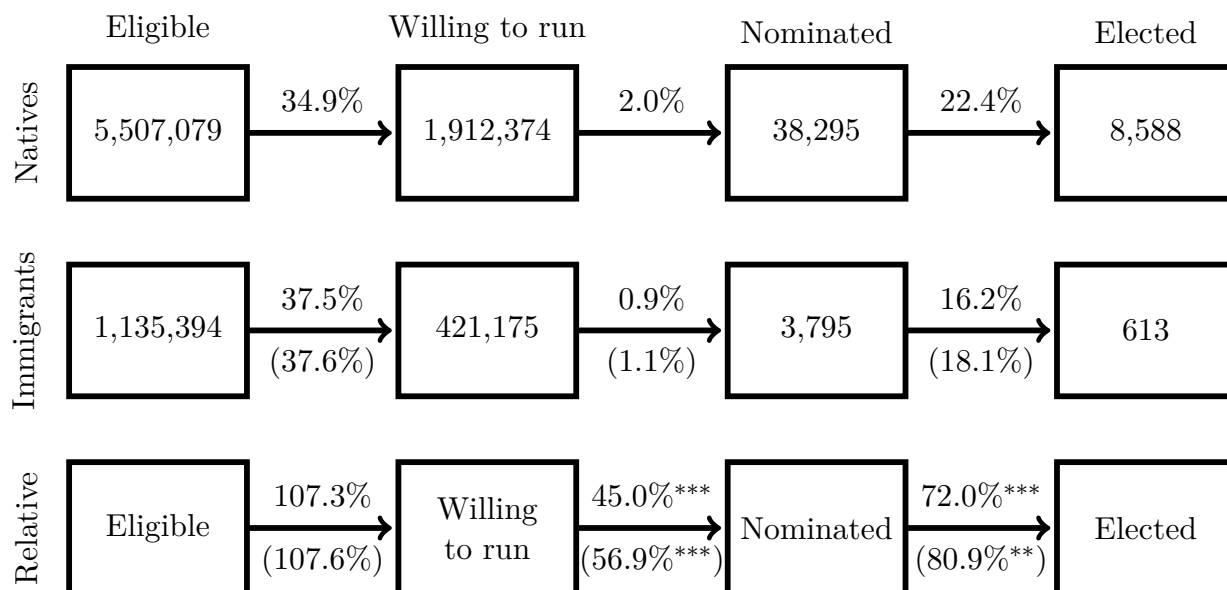 Eligible
Willing to run
Nominated
Elected
Natives
5,507,079
34.9%
1,912,374
2.0%
38,295
22.4%
8,588
Immigrants
1,135,394
37.5%
(37.6%)
421,175
0.9%
(1.1%)
3,795
16.2%
(18.1%)
613
Relative
Eligible
107.3%
(107.6%)
Willing
to run
45.0%***
(56.9%***)
Nominated
72.0%***
(80.9%**)
Elected